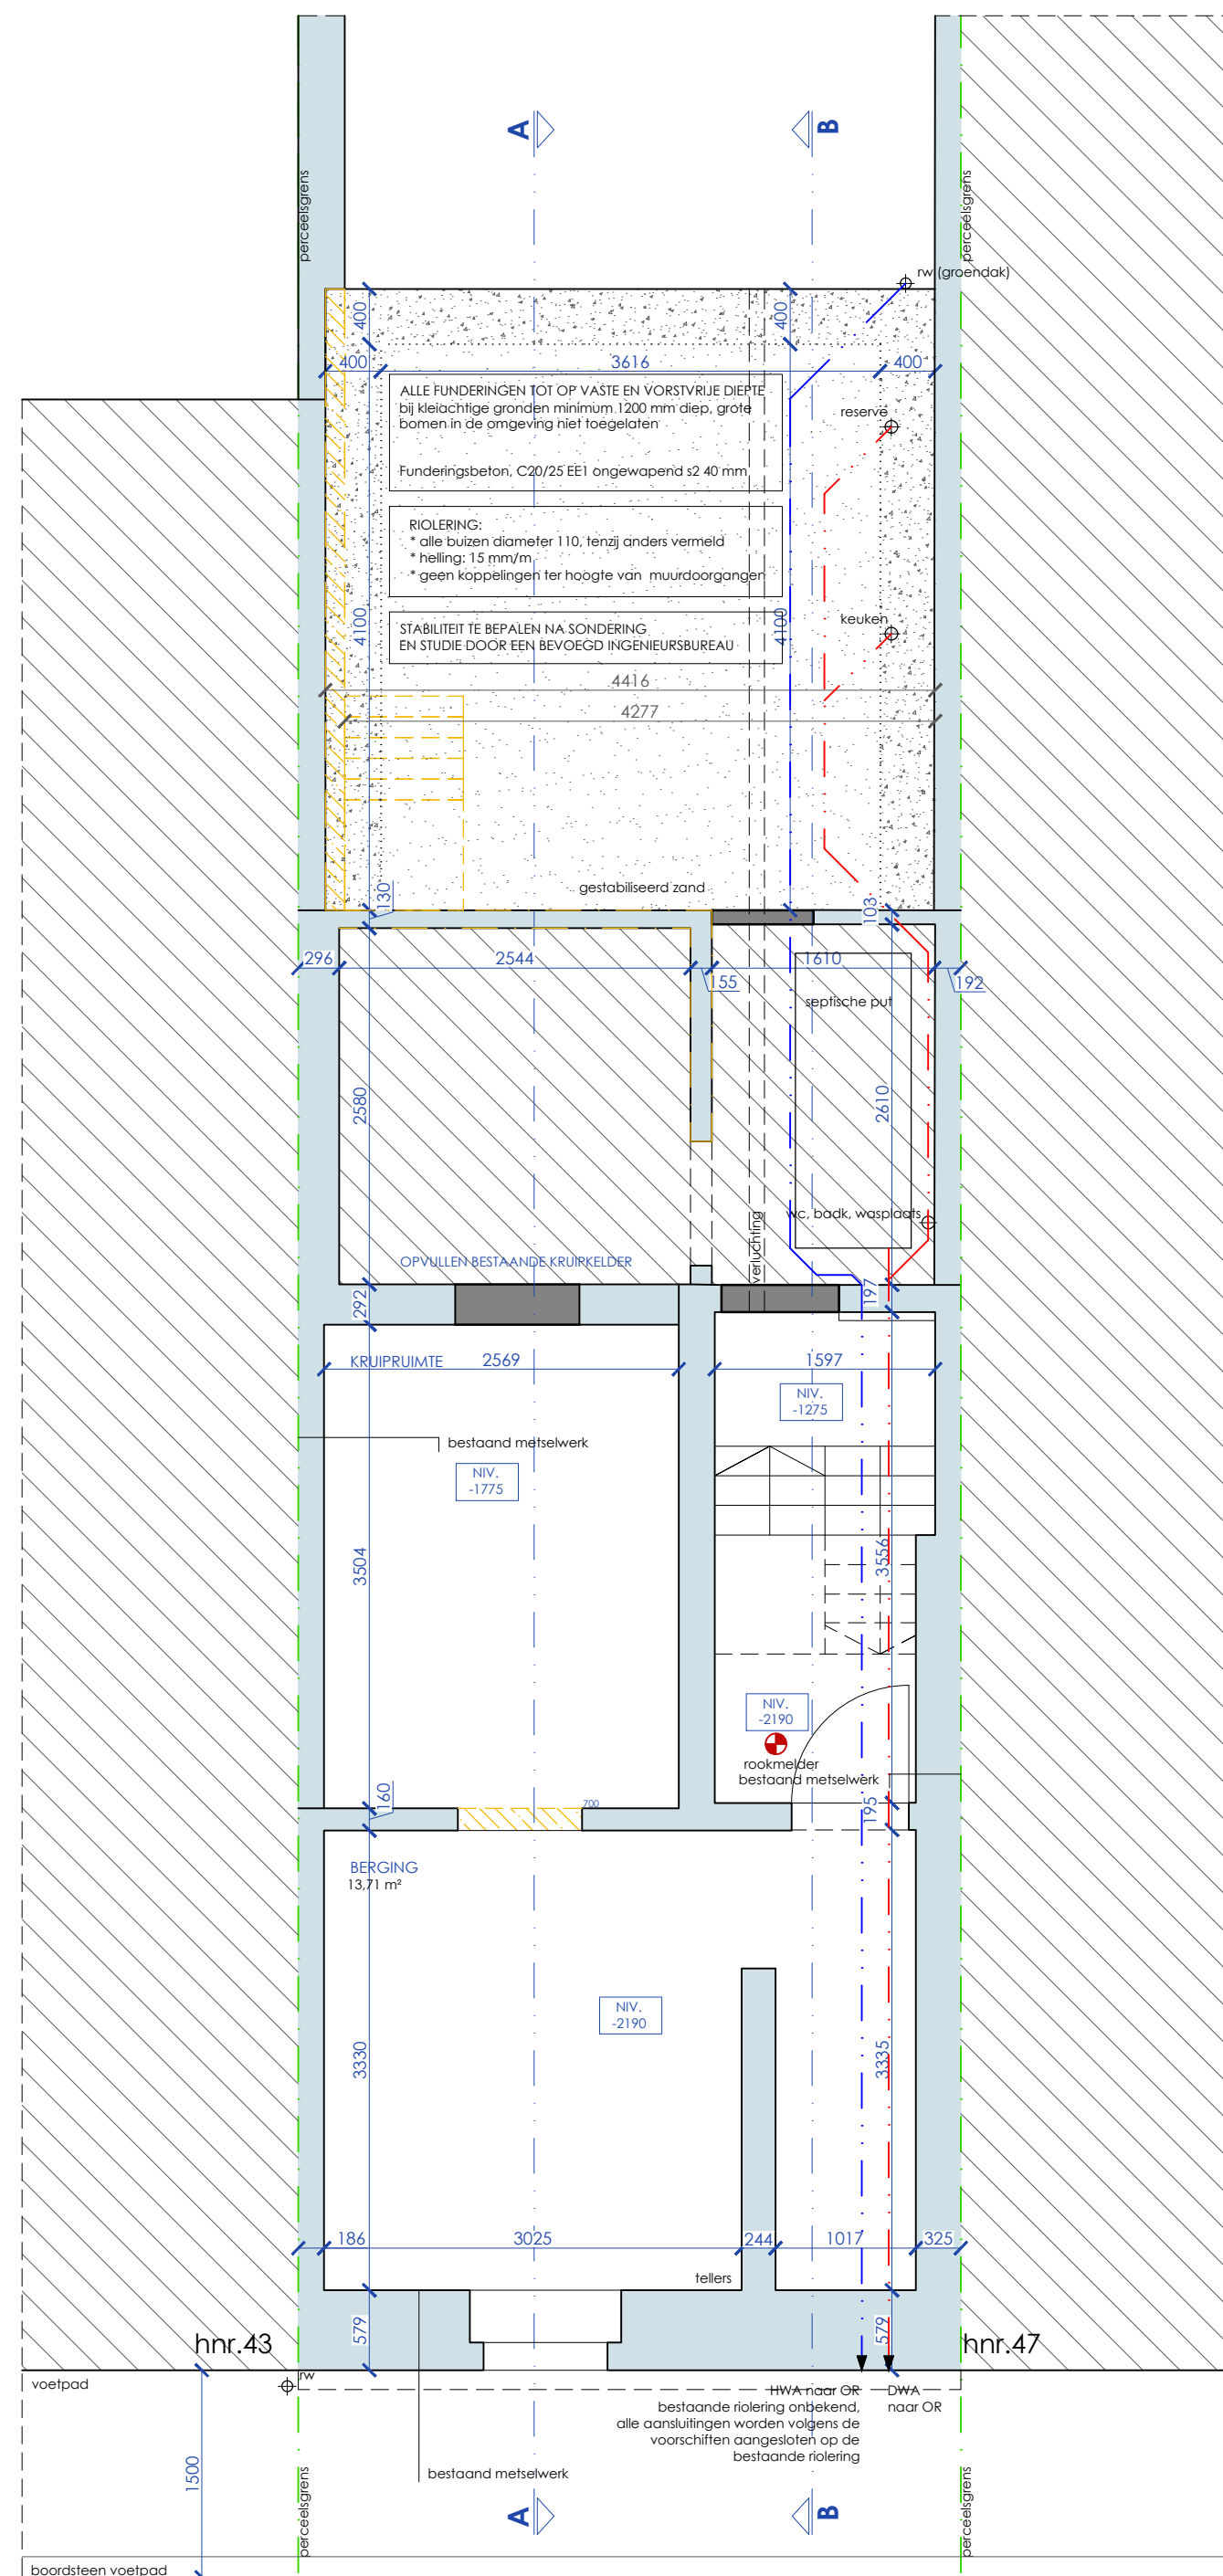 A
B
perceelsgrens
perceelsgrens
rw (groendak)
400
400
400
3616
400
ALLE FUNDERINGEN TOT OP VASTE EN VORSTVRIJE DIEPTE
bij kleiachtige gronden minimum 1200 mm diep, grote
bomen in de omgeving niet toegelaten
Funderingsbeton, C20/25 EE1 ongewapend s2 40 mm
reserve
RIOLERING:
* alle buizen diameter 110, tenzij anders vermeld
* helling: 15 mm/m
* geen koppelingen ter hoogte van muurdoorgangen
keuken
4100
4100
STABILITEIT TE BEPALEN NA SONDERING
EN STUDIE DOOR EEN BEVOEGD INGENIEURSBUREAU
4416
4277
gestabiliseerd zand
130
103
296
2544
155
1610
192
septische put
2580
2610
wc, badk, wasplaats
verluchting
OPVULLEN BESTAANDE KRUIPKELDER
292
197
KRUIPRUIMTE
2569
1597
NIV.
-1275
bestaand metselwerk
NIV.
-1775
3504
3556
NIV.
-2190
rookmelder
bestaand metselwerk
160
700
195
BERGING
13,71 m²
NIV.
-2190
3330
3335
186
3025
244
1017
325
tellers
579
579
hnr.43
hnr.47
voetpad
rw
HWA naar OR
bestaande riolering onbekend,
alle aansluitingen worden volgens de
voorschiften aangesloten op de
bestaande riolering
DWA
naar OR
1500
bestaand metselwerk
perceelsgrens
perceelsgrens
A
B
boordsteen voetpad